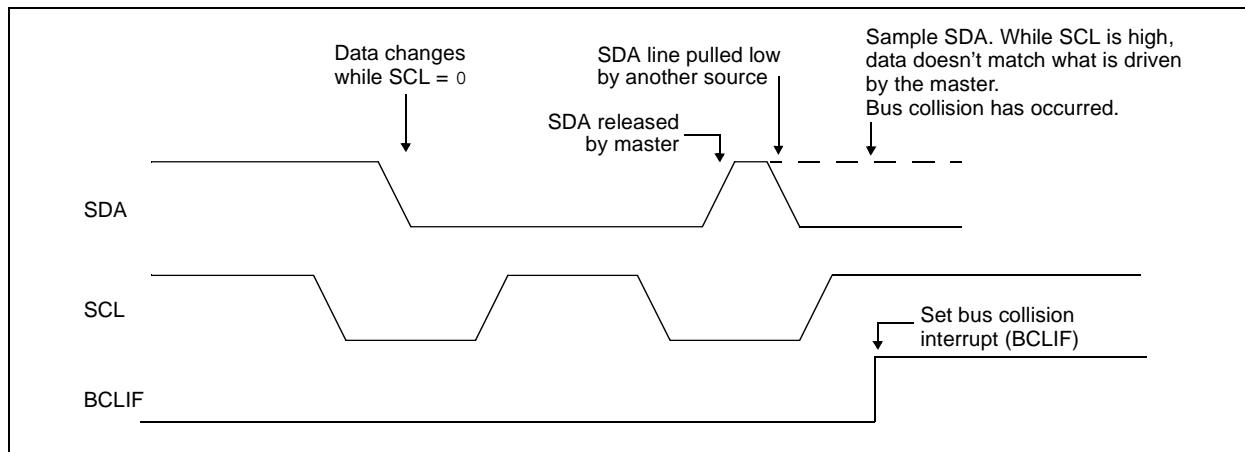 Data changes
while SCL = 0
SDA line pulled low
by another source
Sample SDA. While SCL is high,
data doesn't match what is driven
by the master.
Bus collision has occurred.
SDA released
by master
SDA
SCL
Set bus collision
interrupt (BCLIF)
BCLIF